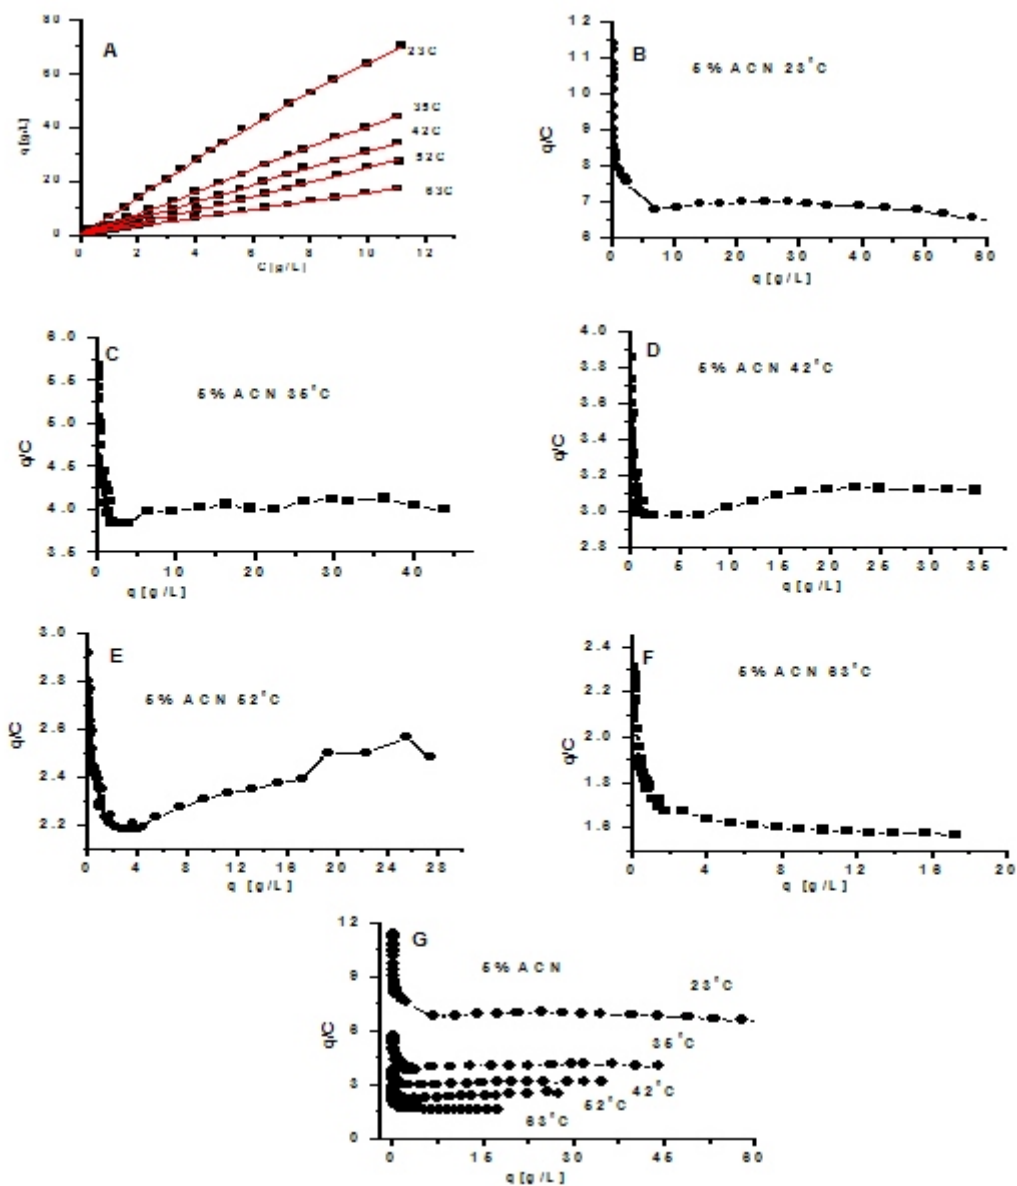 A
80
60
40
20
0
q[g/L]
23C
35C
42C
52C
63C
0 2 4 6 8 10 12
C[g/L]
B
5% ACN 23°C
12
11
10
9
8
7
6
q/C
0 10 20 30 40 50 60
q [g/L]
C
5% ACN 35°C
6.0
5.5
5.0
4.5
4.0
3.5
q/C
0 10 20 30 40
q [g/L]
D
5% ACN 42°C
4.0
3.8
3.6
3.4
3.2
3.0
2.8
q/C
0 5 10 15 20 25 30 35
q [g/L]
E
5% ACN 52°C
3.0
2.8
2.6
2.4
2.2
q/C
0 4 8 12 16 20 24 28
q [g/L]
F
5% ACN 63°C
2.4
2.2
2.0
1.8
1.6
q/C
0 4 8 12 16 20
q [g/L]
G
5% ACN
12
9
6
3
0
q/C
23°C
35°C
42°C
52°C
63°C
0 15 30 45 60
q [g/L]